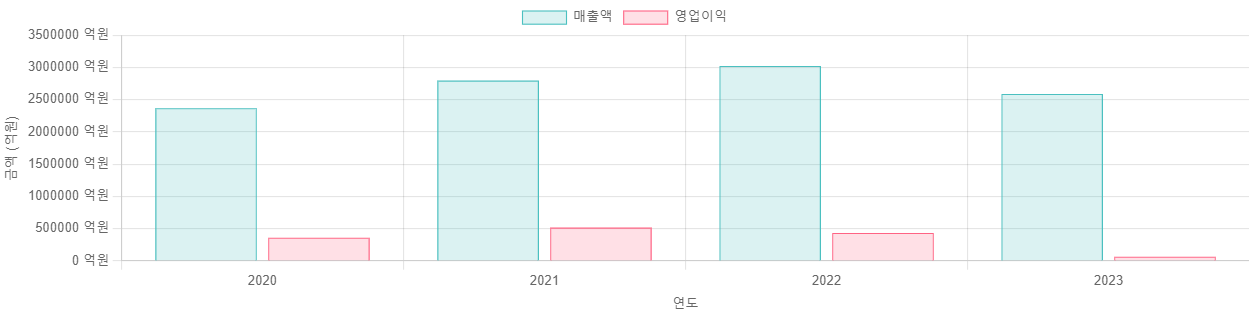 매출액 영업이익
금액 (억원)
3500000 억원
3000000 억원
2500000 억원
2000000 억원
1500000 억원
1000000 억원
500000 억원
0 억원
2020 2021 2022 2023
연도